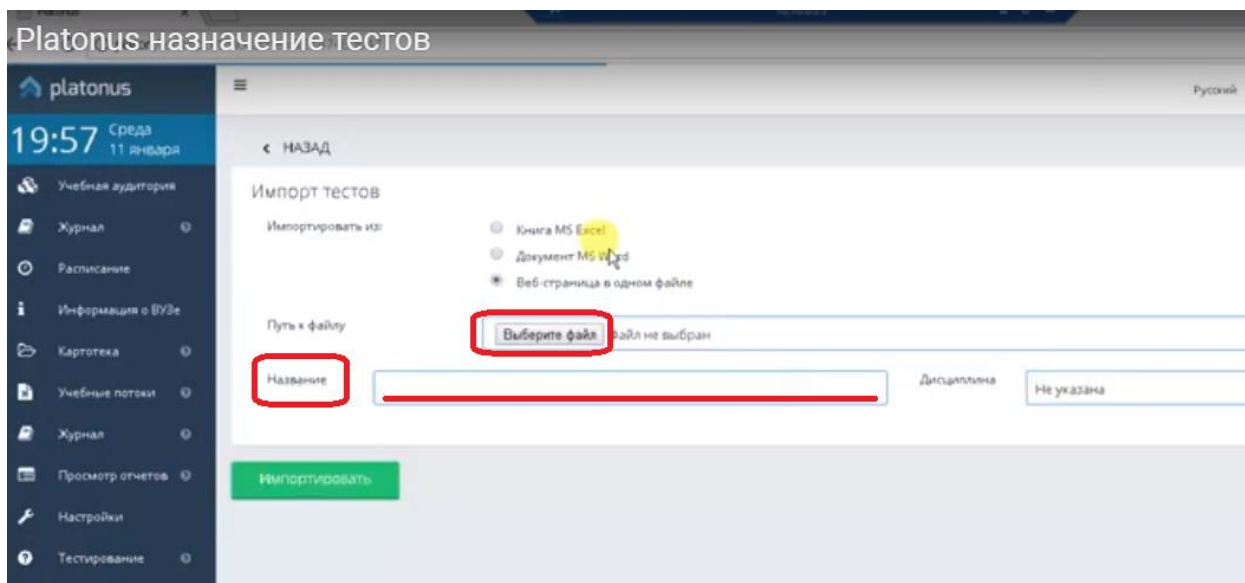 Platonus назначение тестов
platonus
Русский
19:57 Среда
11 января
НАЗАД
Учебная аудитория
Импорт тестов
Журнал
Импортировать из:
Книга MS Excel
Документ MS Word
Расписание
Веб-страница в одном файле
Информация о ВУЗе
Путь к файлу
Выберите файл Файл не выбран
Картотека
Название
Дисциплина
Не указана
Учебные потоки
Журнал
Просмотр отчетов
Импортировать
Настройки
Тестирование